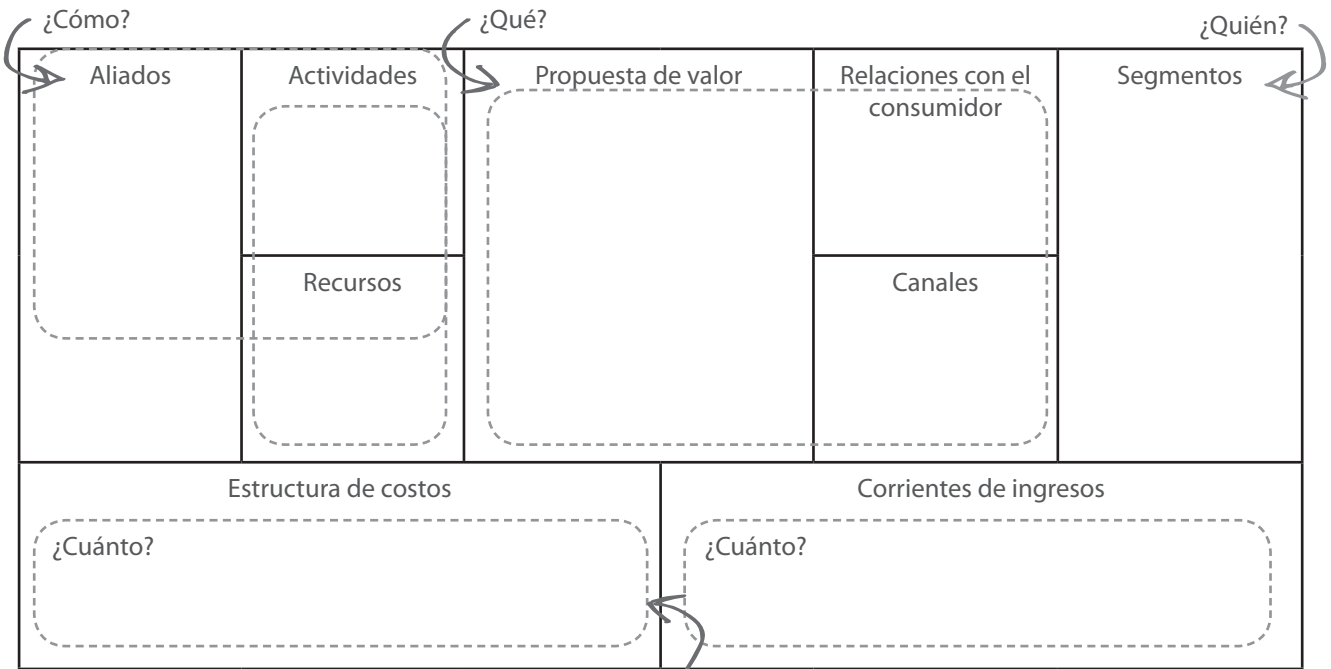 ¿Cómo?
¿Qué?
¿Quién?
Aliados
Actividades
Propuesta de valor
Relaciones con el
consumidor
Segmentos
Recursos
Canales
Estructura de costos
Corrientes de ingresos
¿Cuánto?
¿Cuánto?